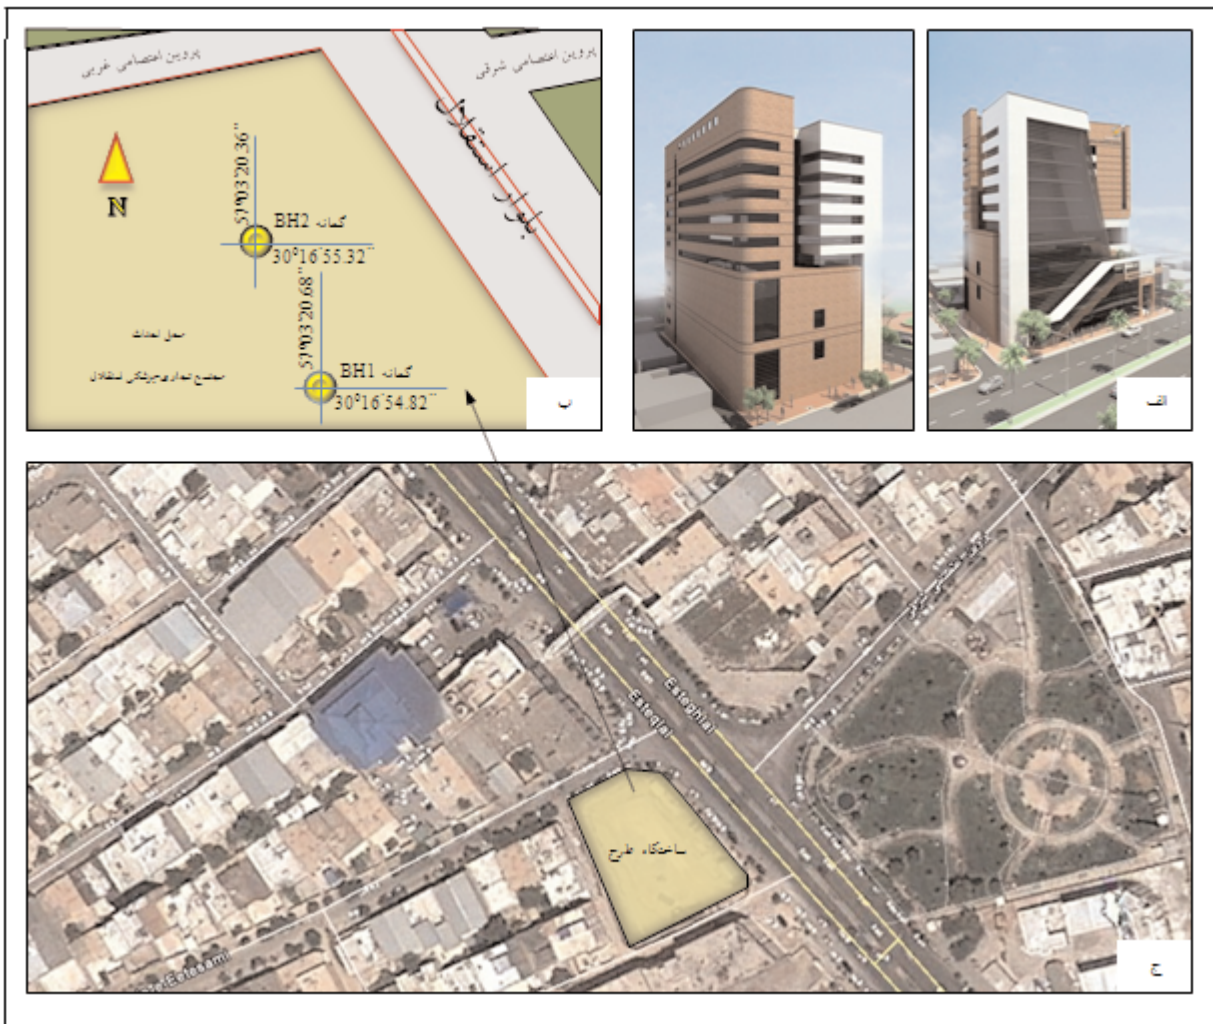 پروین اعتصامی غربی
پروین اعتصامی شرقی
بلوار استقلال
N
57°03'20.36"
گمانه BH2
30°16'55.32"
57°03'20.68"
محل احداث
مجتمع تجاری-پزشکی استقلال
گمانه BH1
30°16'54.82"
ب
الف
Esteghlal
Esteqlal
ساختگاه طرح
Eetesami
ج